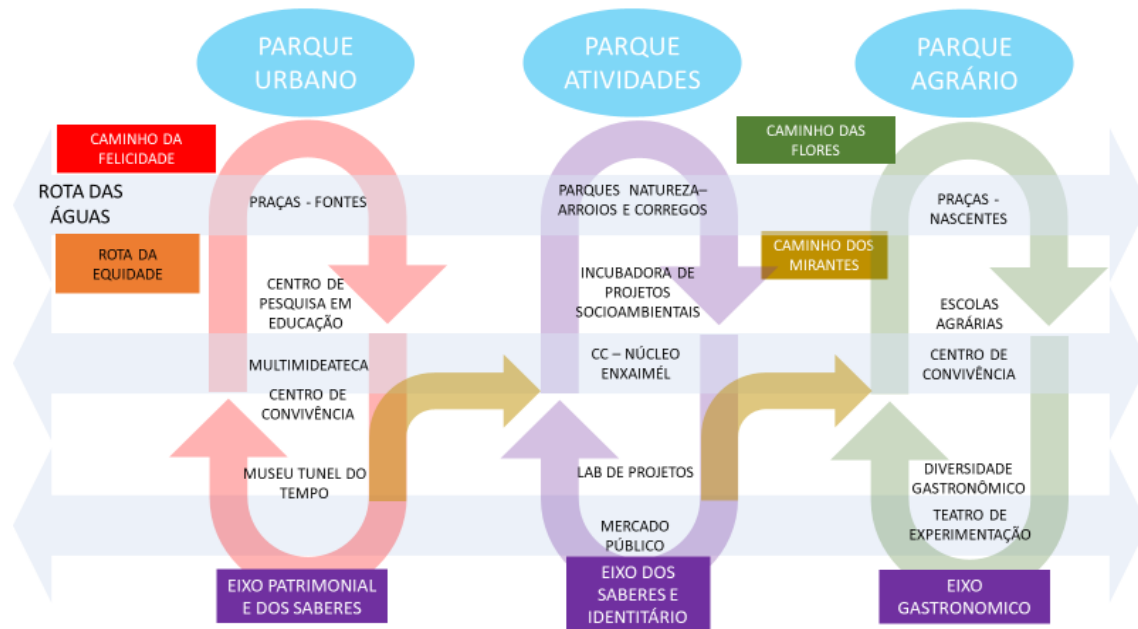 PARQUE
URBANO
PARQUE
ATIVIDADES
PARQUE
AGRÁRIO
CAMINHO DA
FELICIDADE
CAMINHO DAS
FLORES
ROTA DAS
ÁGUAS
PRAÇAS - FONTES
PARQUES NATUREZA–
ARROIOS E CORREGOS
PRAÇAS -
NASCENTES
ROTA DA
EQUIDADE
CAMINHO DOS
MIRANTES
CENTRO DE
PESQUISA EM
EDUCAÇÃO
INCUBADORA DE
PROJETOS
SOCIOAMBIENTAIS
ESCOLAS
AGRÁRIAS
MULTIMIDEATECA
CC – NÚCLEO
ENXAIMÉL
CENTRO DE
CONVIVÊNCIA
CENTRO DE
CONVIVÊNCIA
MUSEU TUNEL DO
TEMPO
LAB DE PROJETOS
DIVERSIDADE
GASTRONÔMICO
MERCADO
PÚBLICO
TEATRO DE
EXPERIMENTAÇÃO
EIXO PATRIMONIAL
E DOS SABERES
EIXO DOS
SABERES E
IDENTITÁRIO
EIXO
GASTRONOMICO